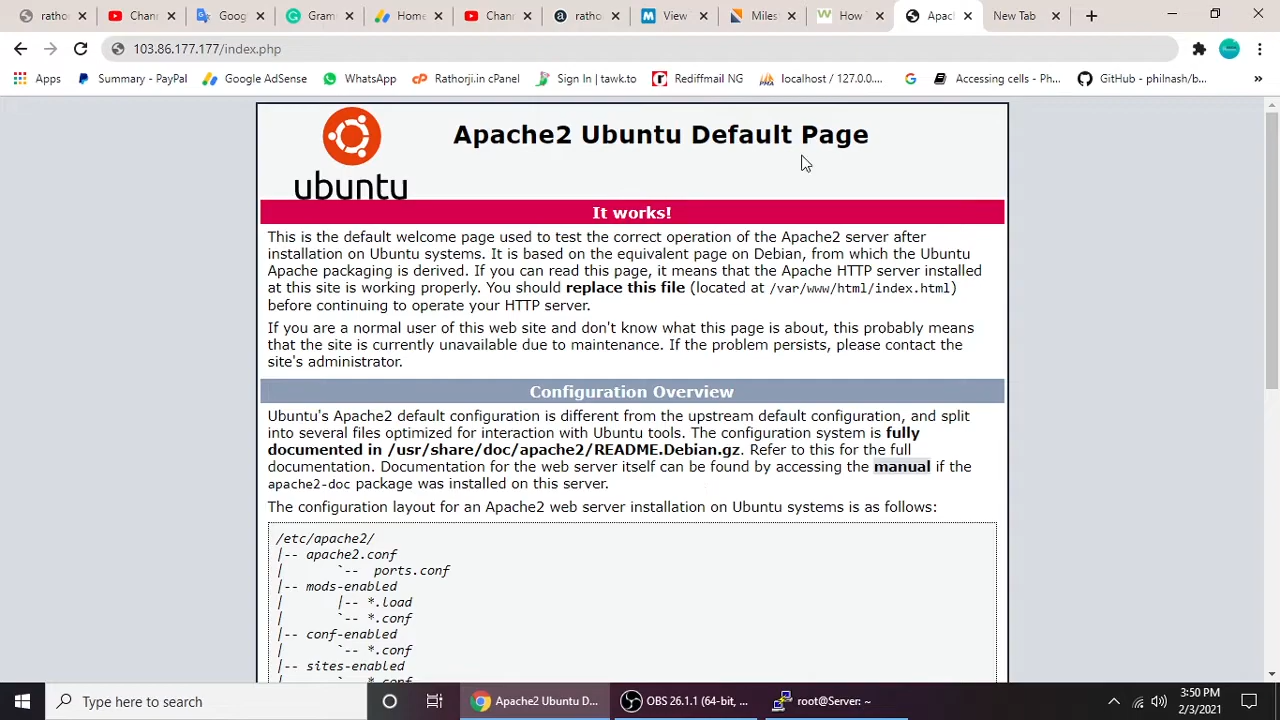 ratho
Chann
Goog
Gram
Home
Chann
ratho
View
Milest
How T
Apac
New Tab
103.86.177.177/index.php
Apps
Summary - PayPal
Google AdSense
WhatsApp
Rathorji.in cPanel
Sign In | tawk.to
Rediffmail NG
localhost / 127.0.0....
Accessing cells - Ph...
GitHub - philnash/b...
»
Apache2 Ubuntu Default Page
ubuntu
It works!
This is the default welcome page used to test the correct operation of the Apache2 server after
installation on Ubuntu systems. It is based on the equivalent page on Debian, from which the Ubuntu
Apache packaging is derived. If you can read this page, it means that the Apache HTTP server installed
at this site is working properly. You should replace this file (located at /var/www/html/index.html)
before continuing to operate your HTTP server.
If you are a normal user of this web site and don't know what this page is about, this probably means
that the site is currently unavailable due to maintenance. If the problem persists, please contact the
site's administrator.
Configuration Overview
Ubuntu's Apache2 default configuration is different from the upstream default configuration, and split
into several files optimized for interaction with Ubuntu tools. The configuration system is fully
documented in /usr/share/doc/apache2/README.Debian.gz. Refer to this for the full
documentation. Documentation for the web server itself can be found by accessing the manual if the
apache2-doc package was installed on this server.
The configuration layout for an Apache2 web server installation on Ubuntu systems is as follows:
/etc/apache2/
|-- apache2.conf
|       `--  ports.conf
|-- mods-enabled
|       |-- *.load
|       `-- *.conf
|-- conf-enabled
|       `-- *.conf
|-- sites-enabled
|       `-- *.conf
Type here to search
Apache2 Ubuntu D...
OBS 26.1.1 (64-bit, ...
root@Server: ~
3:50 PM
2/3/2021